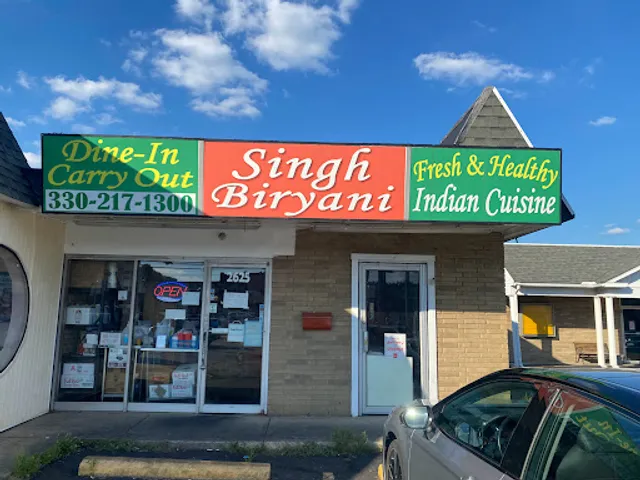 Dine-In
Carry Out
330-217-1300
Singh
Biryani
Fresh & Healthy
Indian Cuisine
OPEN
2625